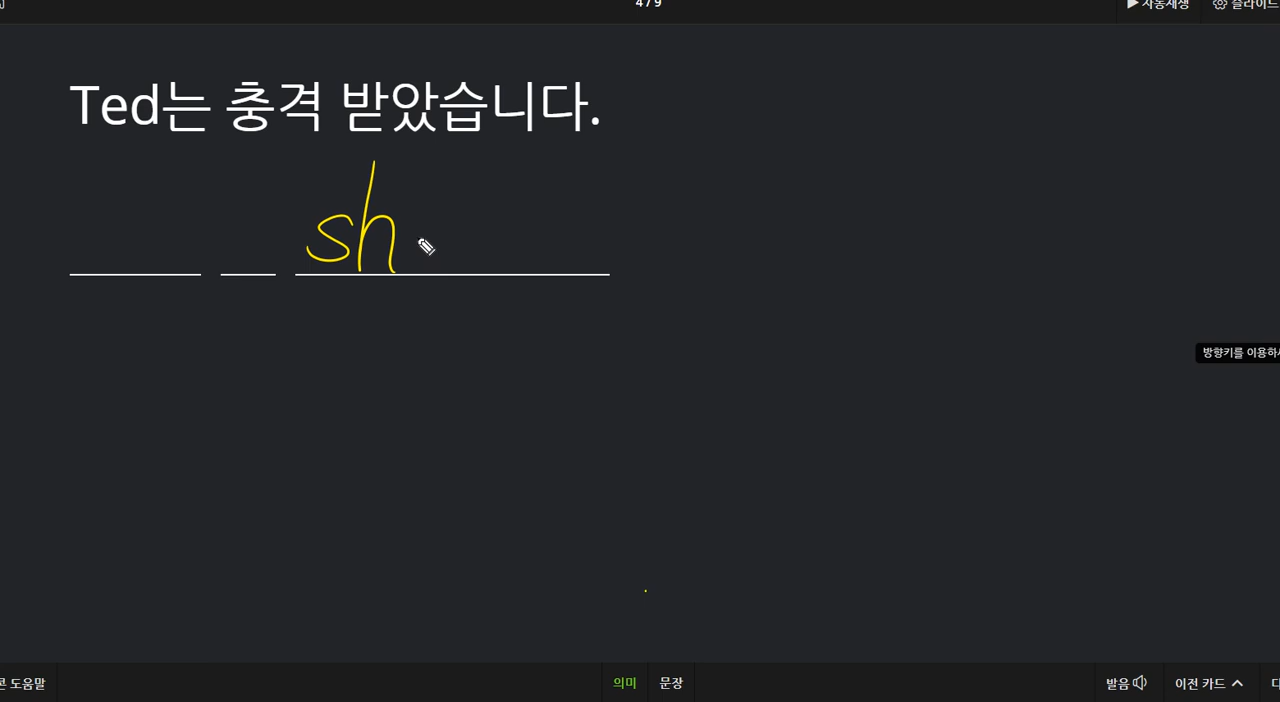 4/9
▶ 자동재생
슬라이드
Ted는 충격 받았습니다.
sh
방향키를 이용하
도움말
의미
문장
발음
이전 카드